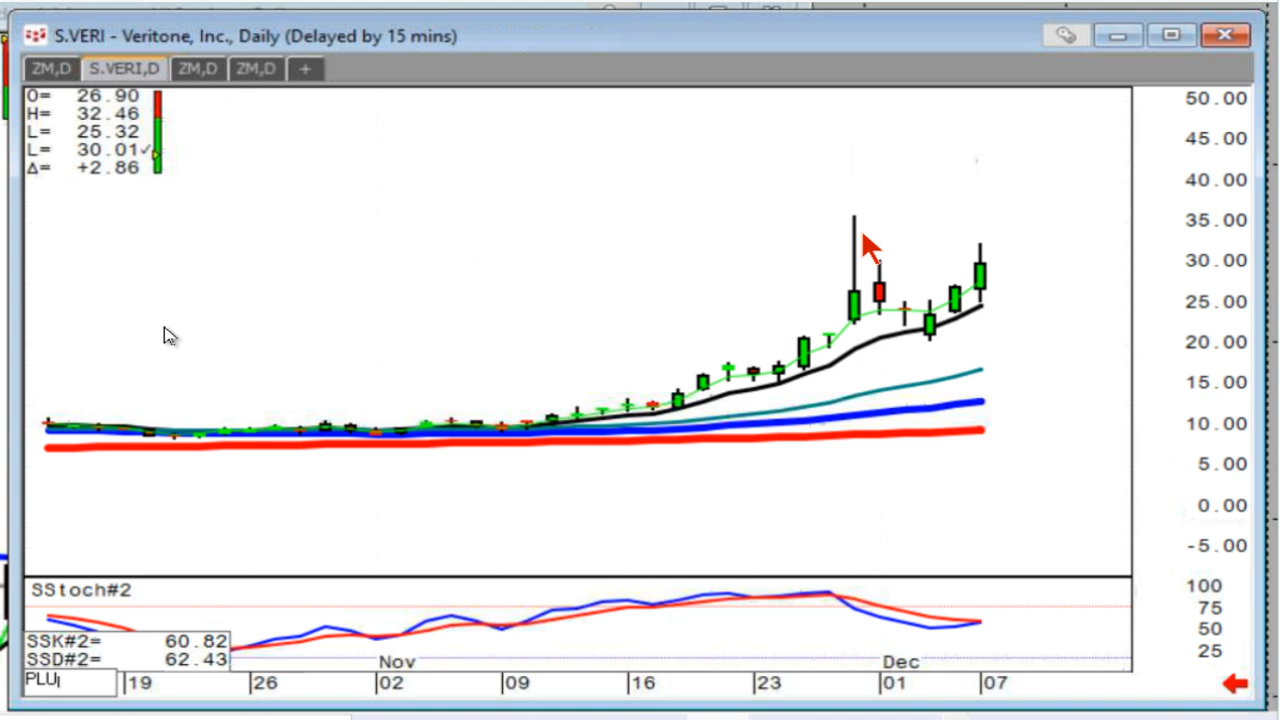 S.VERI - Veritone, Inc., Daily (Delayed by 15 mins)
ZM,D S.VERI,D ZM,D ZM,D +
O= 26.90
H= 32.46
L= 25.32
L= 30.01✓
Δ= +2.86
50.00
45.00
40.00
35.00
30.00
25.00
20.00
15.00
10.00
5.00
0.00
-5.00
SStoch#2
100
75
50
25
SSK#2= 60.82
SSD#2= 62.43
Nov Dec
PLU
19 26 02 09 16 23 01 07